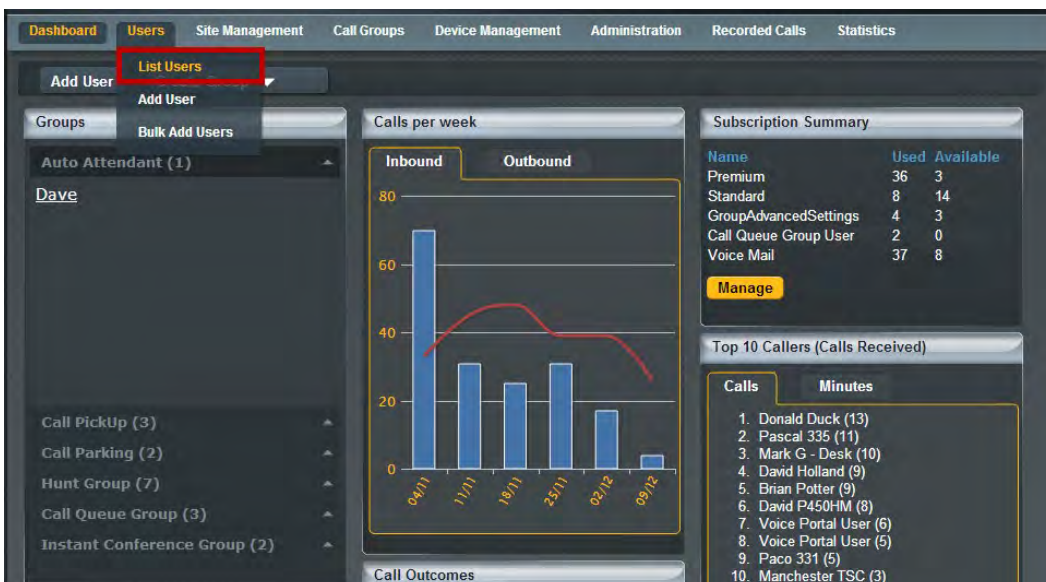 Dashboard Users Site Management Call Groups Device Management Administration Recorded Calls Statistics
List Users
Add User
Add User
Bulk Add Users
Groups
Auto Attendant (1)
Dave
Call PickUp (3)
Call Parking (2)
Hunt Group (7)
Call Queue Group (3)
Instant Conference Group (2)
Calls per week
Inbound Outbound
80
60
40
20
0
04/11 11/11 18/11 25/11 02/12 09/12
Call Outcomes
Subscription Summary
Name Used Available
Premium 36 3
Standard 8 14
GroupAdvancedSettings 4 3
Call Queue Group User 2 0
Voice Mail 37 8
Manage
Top 10 Callers (Calls Received)
Calls Minutes
1. Donald Duck (13)
2. Pascal 335 (11)
3. Mark G - Desk (10)
4. David Holland (9)
5. Brian Potter (9)
6. David P450HM (8)
7. Voice Portal User (6)
8. Voice Portal User (5)
9. Paco 331 (5)
10. Manchester TSC (3)